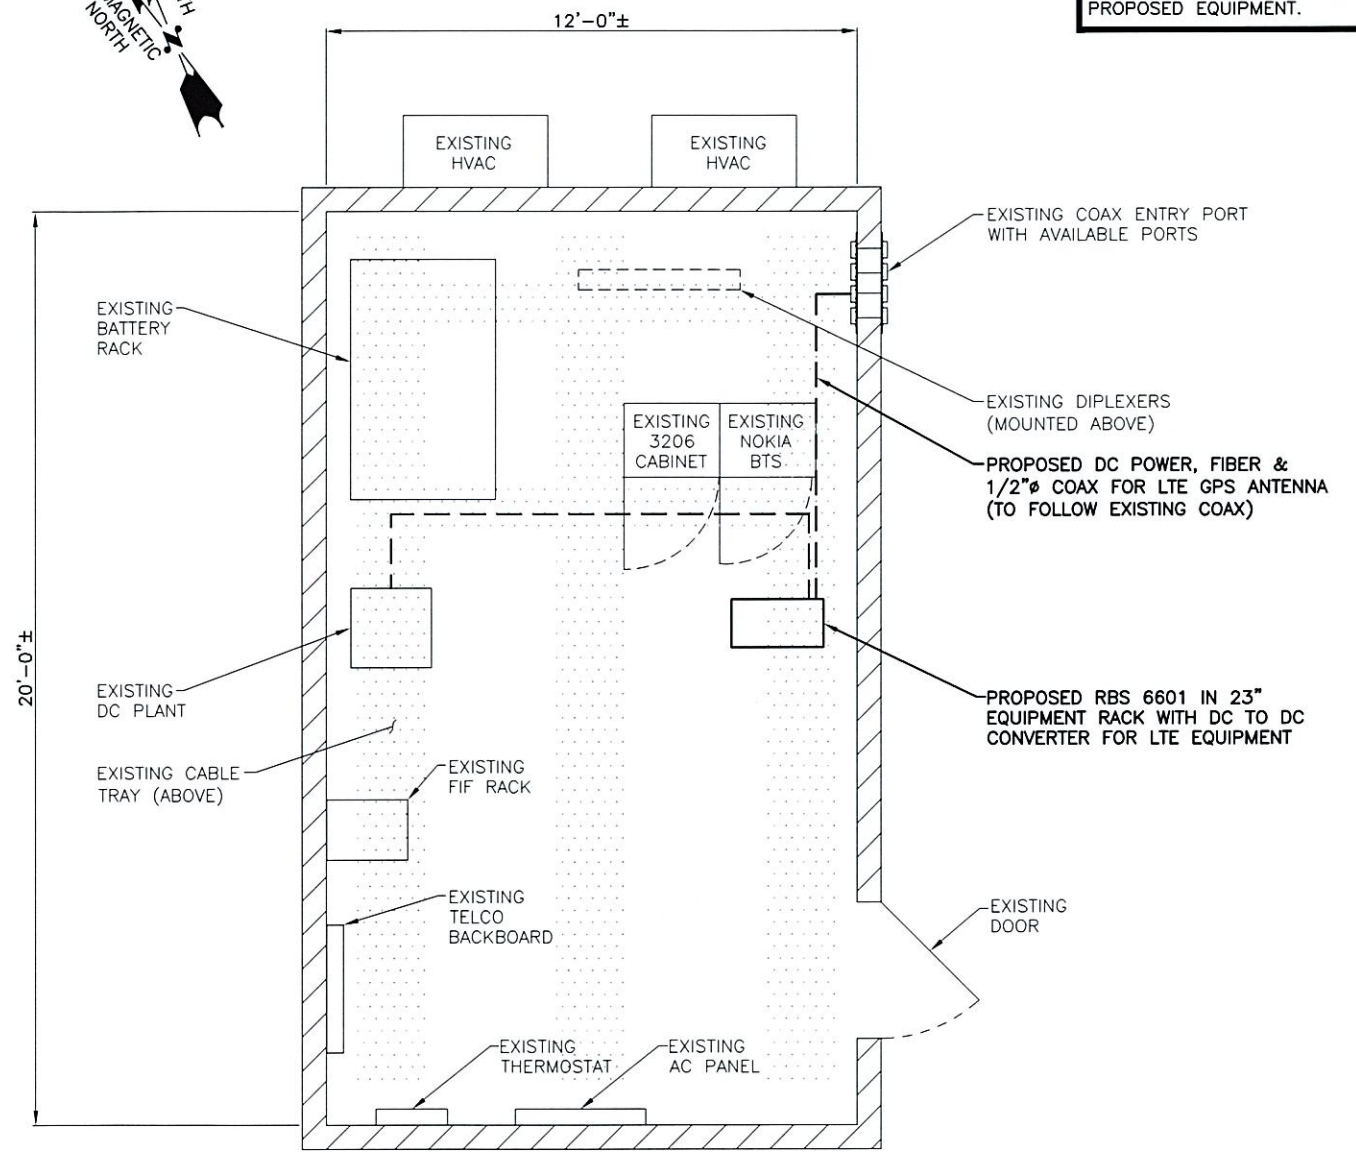 MAGNETIC
NORTH
12'-0"±
PROPOSED EQUIPMENT.
EXISTING
HVAC
EXISTING
HVAC
EXISTING COAX ENTRY PORT
WITH AVAILABLE PORTS
EXISTING
BATTERY
RACK
EXISTING DIPLEXERS
(MOUNTED ABOVE)
EXISTING
3206
CABINET
EXISTING
NOKIA
BTS
PROPOSED DC POWER, FIBER &
1/2"ø COAX FOR LTE GPS ANTENNA
(TO FOLLOW EXISTING COAX)
20'-0"±
EXISTING
DC PLANT
PROPOSED RBS 6601 IN 23"
EQUIPMENT RACK WITH DC TO DC
CONVERTER FOR LTE EQUIPMENT
EXISTING CABLE
TRAY (ABOVE)
EXISTING
FIF RACK
EXISTING
TELCO
BACKBOARD
EXISTING
DOOR
EXISTING
THERMOSTAT
EXISTING
AC PANEL